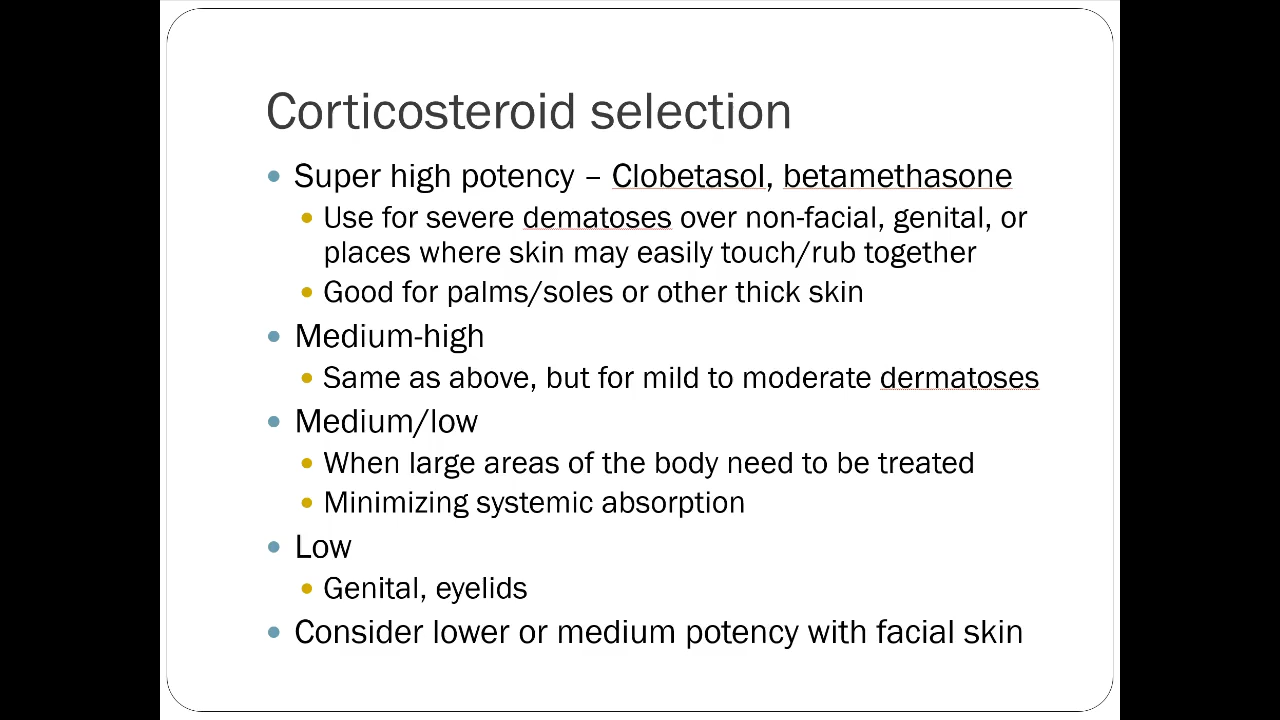 Corticosteroid selection
Super high potency – Clobetasol, betamethasone
Use for severe dematoses over non-facial, genital, or
places where skin may easily touch/rub together
Good for palms/soles or other thick skin
Medium-high
Same as above, but for mild to moderate dermatoses
Medium/low
When large areas of the body need to be treated
Minimizing systemic absorption
Low
Genital, eyelids
Consider lower or medium potency with facial skin